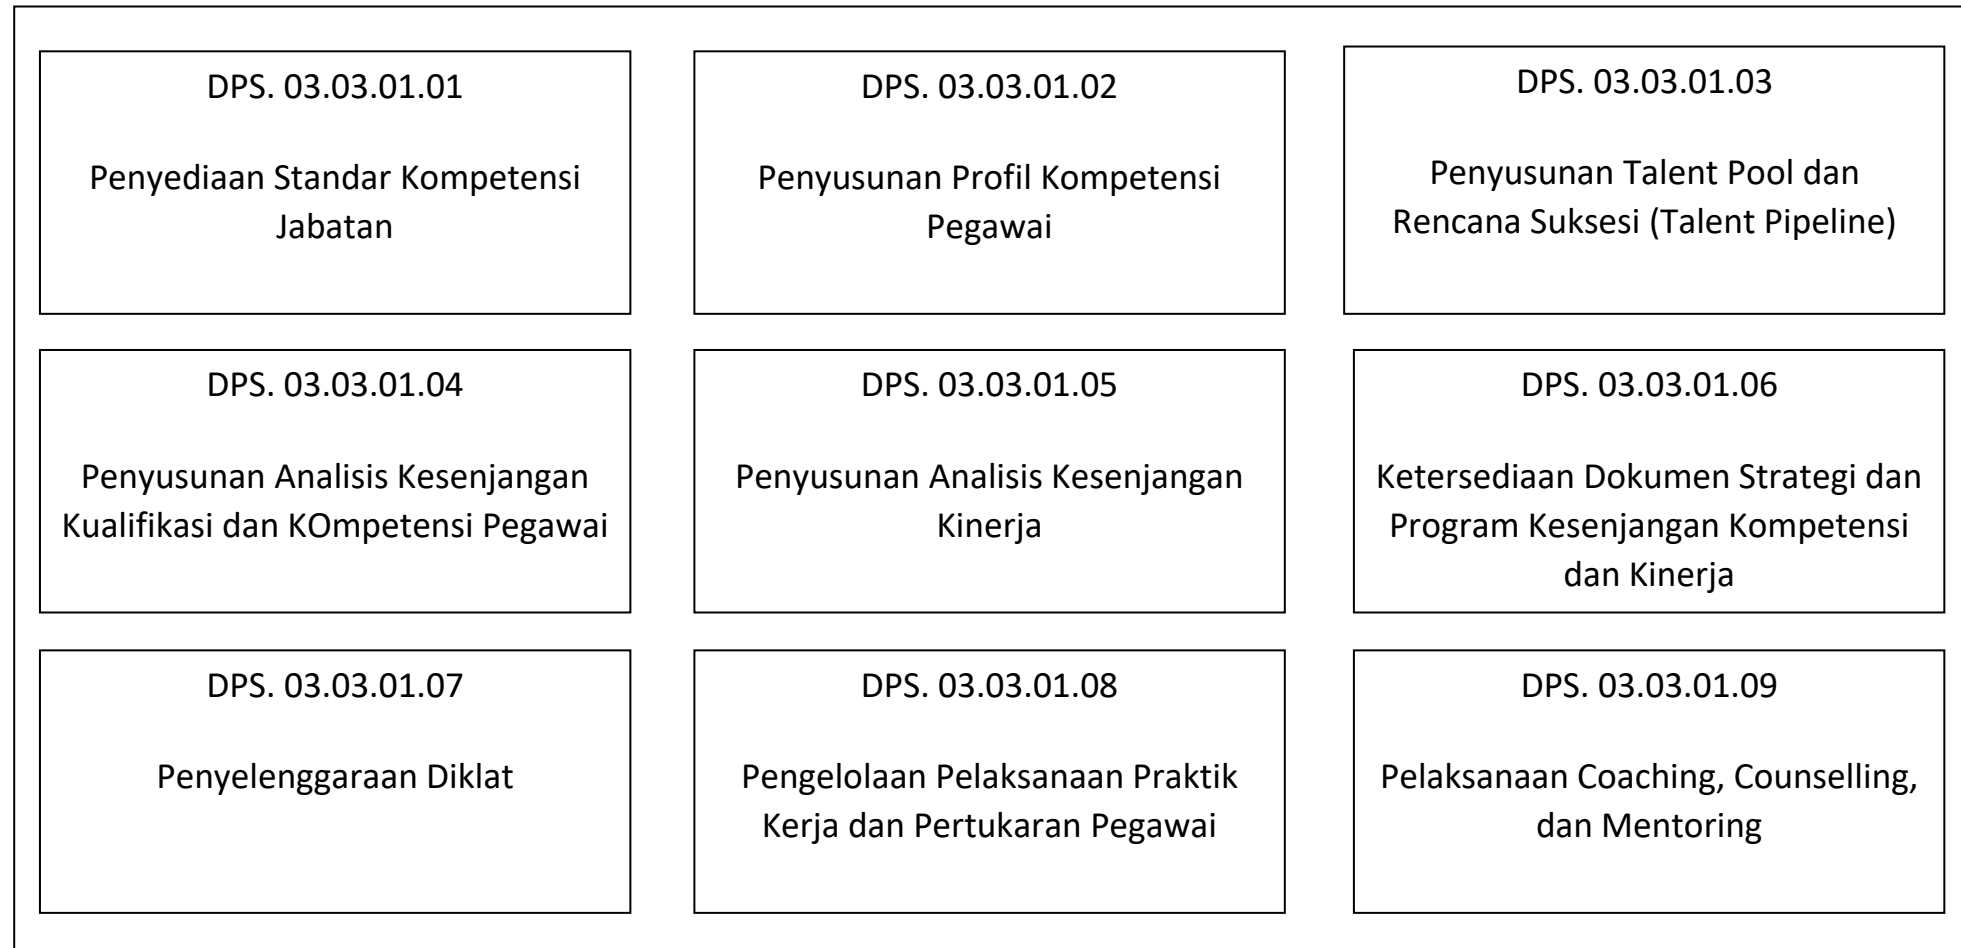 DPS. 03.03.01.01
Penyediaan Standar Kompetensi
Jabatan
DPS. 03.03.01.02
Penyusunan Profil Kompetensi
Pegawai
DPS. 03.03.01.03
Penyusunan Talent Pool dan
Rencana Suksesi (Talent Pipeline)
DPS. 03.03.01.04
Penyusunan Analisis Kesenjangan
Kualifikasi dan KOmpetensi Pegawai
DPS. 03.03.01.05
Penyusunan Analisis Kesenjangan
Kinerja
DPS. 03.03.01.06
Ketersediaan Dokumen Strategi dan
Program Kesenjangan Kompetensi
dan Kinerja
DPS. 03.03.01.07
Penyelenggaraan Diklat
DPS. 03.03.01.08
Pengelolaan Pelaksanaan Praktik
Kerja dan Pertukaran Pegawai
DPS. 03.03.01.09
Pelaksanaan Coaching, Counselling,
dan Mentoring